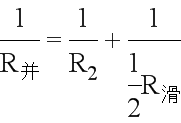 1/R并 = 1/R2 + 1/(1/2 R滑)